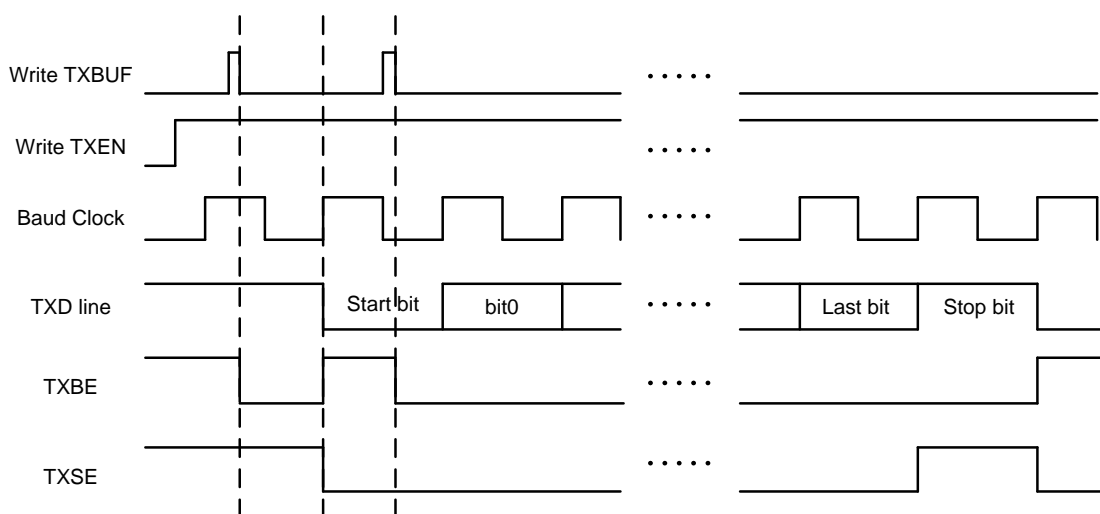 Write TXBUF
Write TXEN
Baud Clock
TXD line
Start bit
bit0
Last bit
Stop bit
TXBE
TXSE